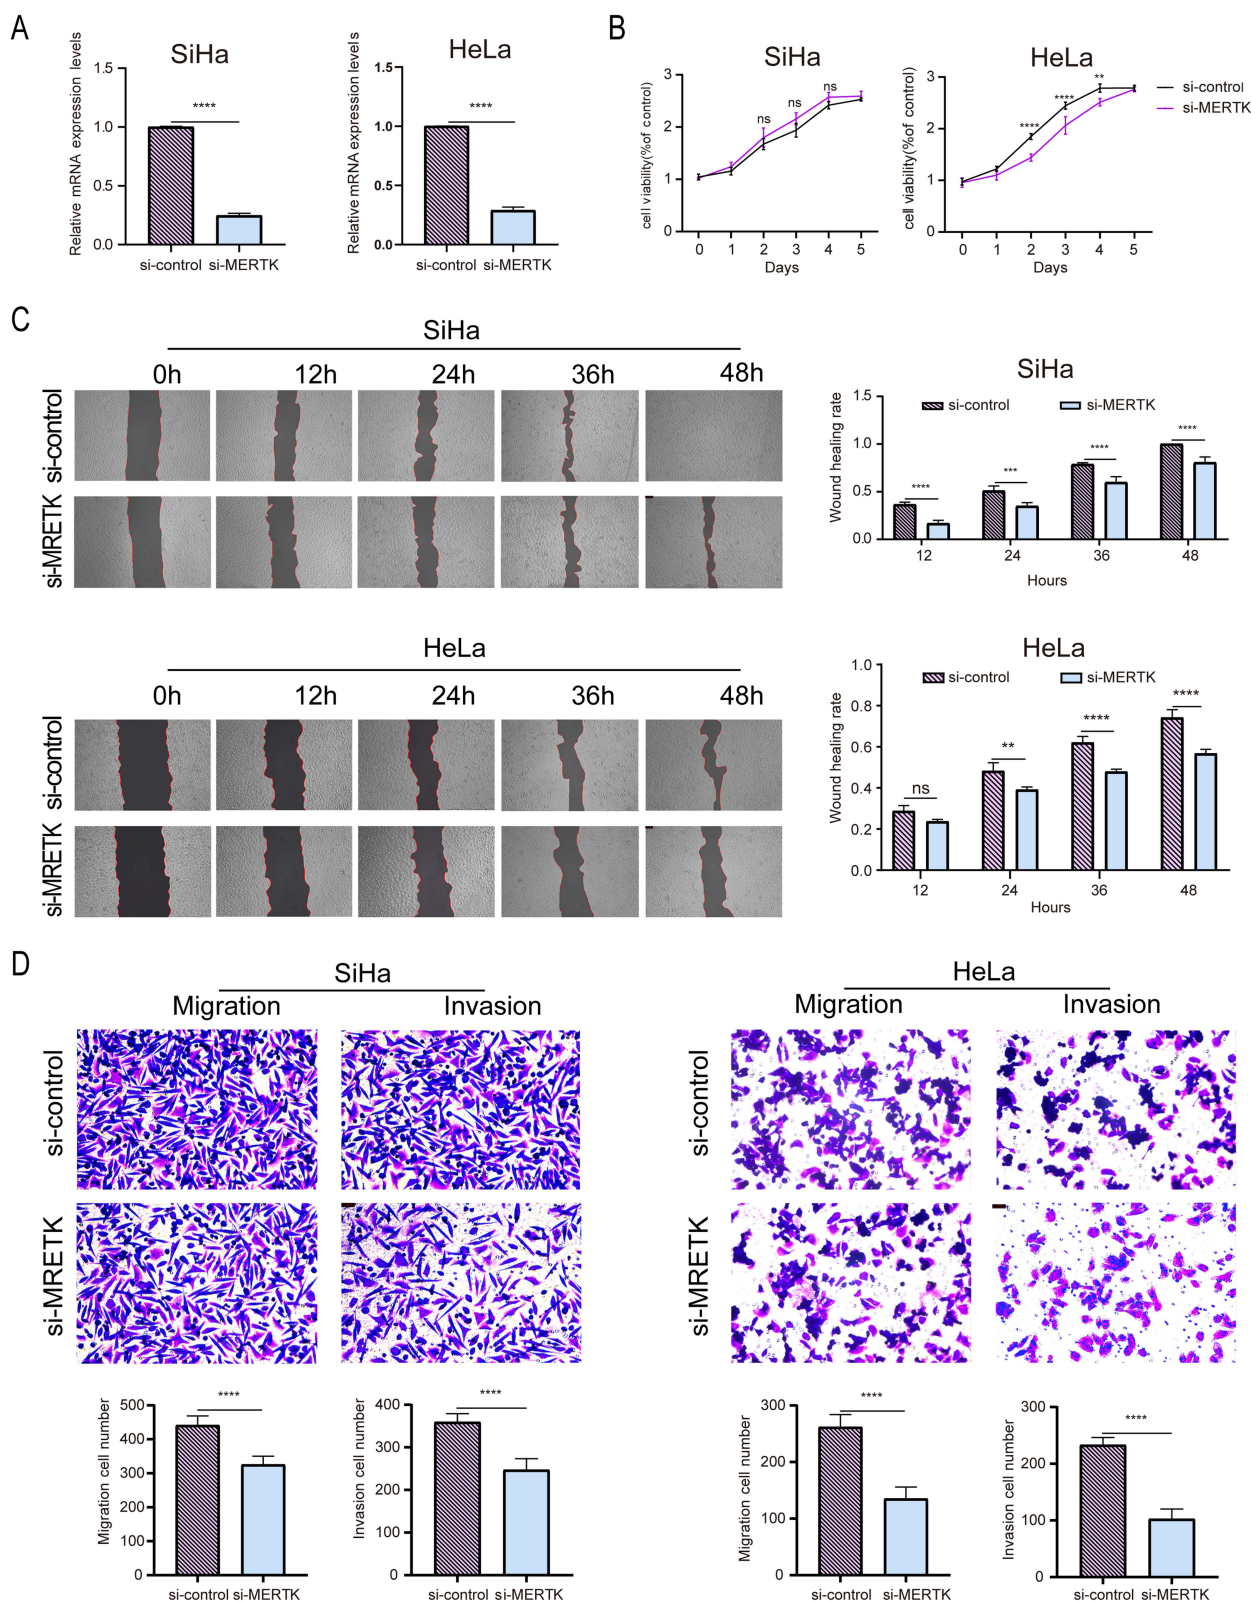 A
SiHa
Relative mRNA expression levels
1.5
1.0
0.5
0.0
****
si-control si-MERTK
HeLa
Relative mRNA expression levels
1.5
1.0
0.5
0.0
****
si-control si-MERTK
B
SiHa
cell viability(%of control)
3
2
1
0
ns
ns
ns
0 1 2 3 4 5
Days
HeLa
cell viability(%of control)
3
2
1
0
****
****
**
0 1 2 3 4 5
Days
si-control
si-MERTK
C
SiHa
0h 12h 24h 36h 48h
si-control
si-MRETK
SiHa
Wound healing rate
1.5
1.0
0.5
0.0
si-control si-MERTK
****
***
****
****
12 24 36 48
Hours
HeLa
0h 12h 24h 36h 48h
si-control
si-MRETK
HeLa
Wound healing rate
1.0
0.8
0.6
0.4
0.2
0.0
si-control si-MERTK
ns
**
****
****
12 24 36 48
Hours
D
SiHa
Migration Invasion
si-control
si-MRETK
Migration cell number
500
400
300
200
100
0
****
si-control si-MERTK
Invasion cell number
400
300
200
100
0
****
si-control si-MERTK
HeLa
Migration Invasion
si-control
si-MRETK
Migration cell number
300
200
100
0
****
si-control si-MERTK
Invasion cell number
300
200
100
0
****
si-control si-MERTK